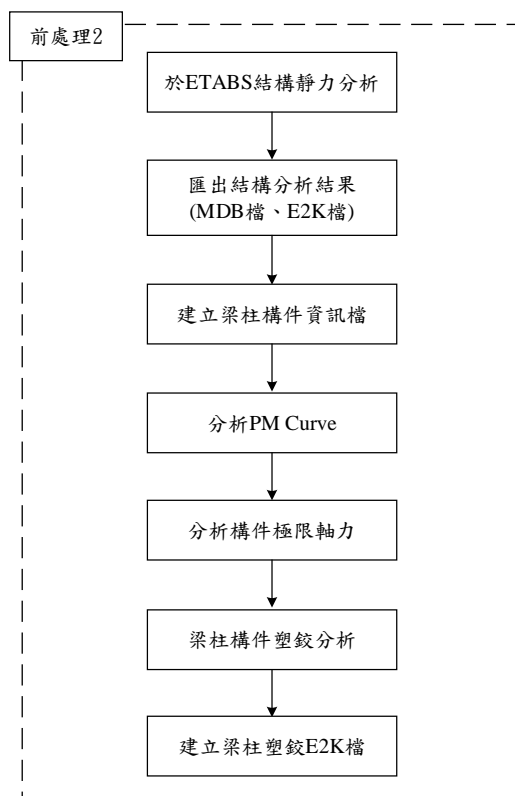 前處理2
於ETABS結構靜力分析
匯出結構分析結果
(MDB檔、E2K檔)
建立梁柱構件資訊檔
分析PM Curve
分析構件極限軸力
梁柱構件塑鉸分析
建立梁柱塑鉸E2K檔